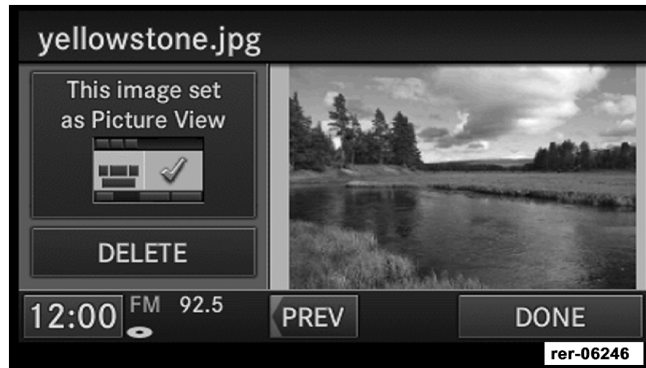 yellowstone.jpg
This image set
as Picture View
DELETE
12:00
FM 92.5
PREV
DONE
rer-06246